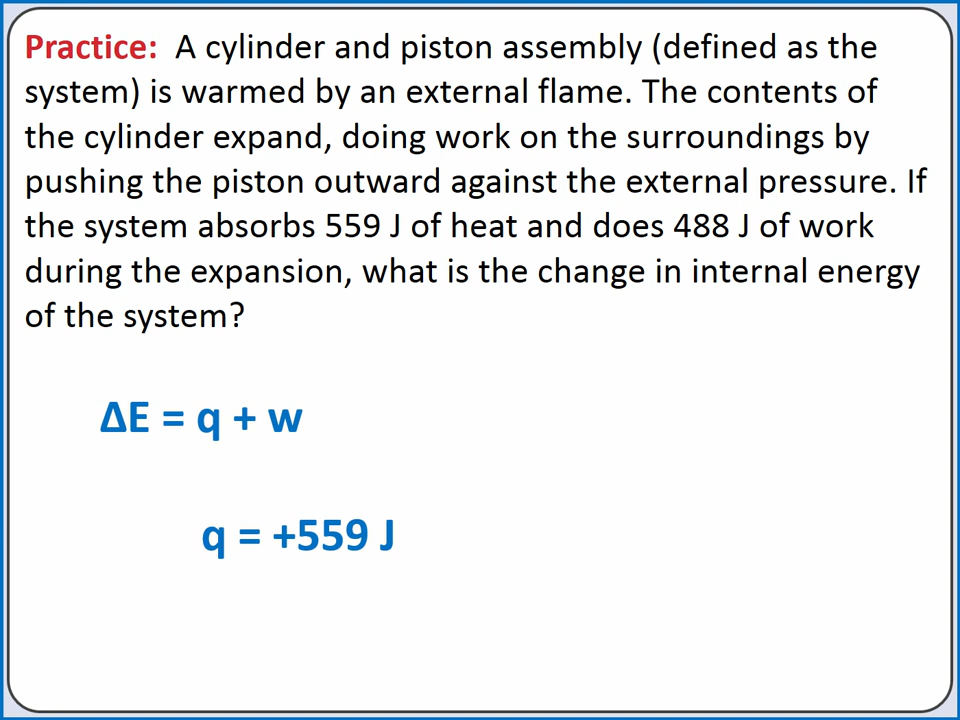 Practice: A cylinder and piston assembly (defined as the
system) is warmed by an external flame. The contents of
the cylinder expand, doing work on the surroundings by
pushing the piston outward against the external pressure. If
the system absorbs 559 J of heat and does 488 J of work
during the expansion, what is the change in internal energy
of the system?
ΔE = q + w
q = +559 J